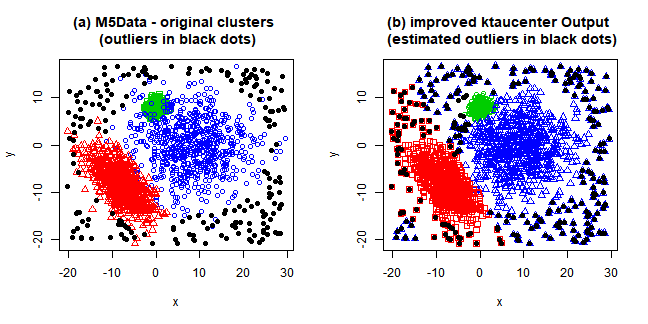 (a) M5Data - original clusters
(outliers in black dots)
y
10
0
-10
-20
-20 -10 0 10 20 30
x
(b) improved ktaucenter Output
(estimated outliers in black dots)
y
10
0
-10
-20
-20 -10 0 10 20 30
x